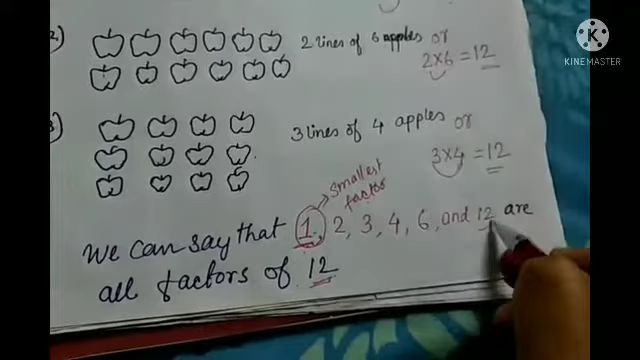 2 lines of 6 apples or
2×6 = 12
3 lines of 4 apples or
3×4 = 12
Smallest factor
We can say that 1, 2, 3, 4, 6, and 12 are
all factors of 12
KINEMASTER